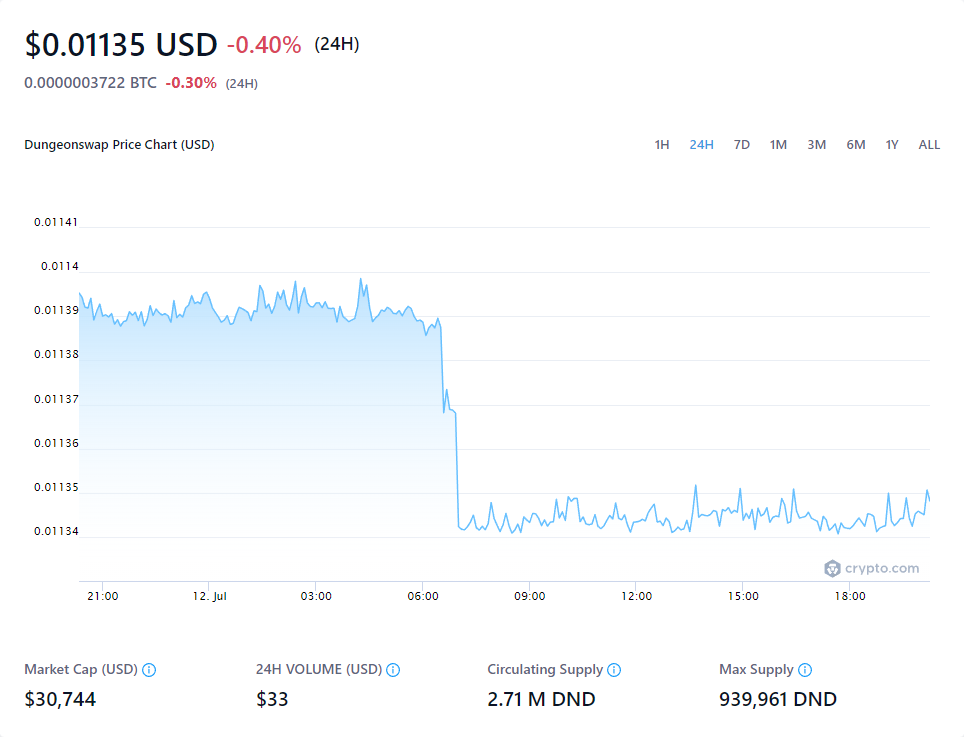 $0.01135 USD -0.40% (24H)
0.0000003722 BTC -0.30% (24H)
Dungeonswap Price Chart (USD)
1H 24H 7D 1M 3M 6M 1Y ALL
0.01141
0.0114
0.01139
0.01138
0.01137
0.01136
0.01135
0.01134
crypto.com
21:00 12. Jul 03:00 06:00 09:00 12:00 15:00 18:00
Market Cap (USD) 24H VOLUME (USD) Circulating Supply Max Supply
$30,744 $33 2.71 M DND 939,961 DND